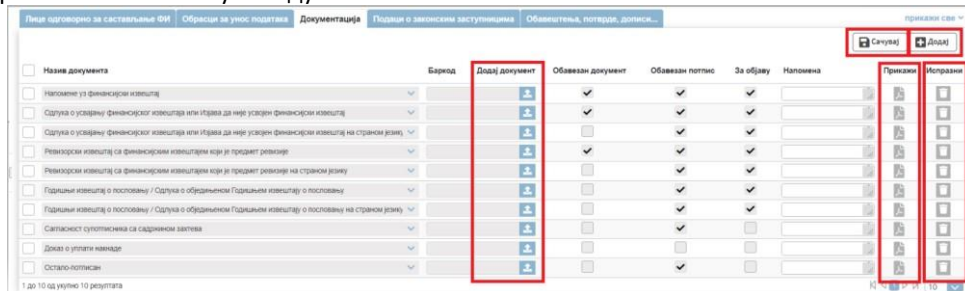 Лице одговорно за састављање ФИ Обрасци за унос података Документација Подаци о законским заступницима Обавештења, потврде, дописи... прикажи све
Сачувај Додај
Назив документа Баркод Додај документ Обавезан документ Обавезан потпис За објаву Напомена Прикажи Испразни
Напомене уз финансијски извештај
Одлука о усвајању финансијског извештаја или Изјава да није усвојен финансијски извештај
Одлука о усвајању финансијског извештаја или Изјава да није усвојен финансијски извештај на страном језику
Ревизорски извештај са финансијским извештајем који је предмет ревизије
Ревизорски извештај са финансијским извештајем који је предмет ревизије на страном језику
Годишњи извештај о пословању / Одлука о обједињеном Годишњем извештају о пословању
Годишњи извештај о пословању / Одлука о обједињеном Годишњем извештају о пословању на страном језику
Сагласност супотписника са садржином захтева
Доказ о уплати накнаде
Остало-потписан
1 до 10 од укупно 10 резултата 1 10